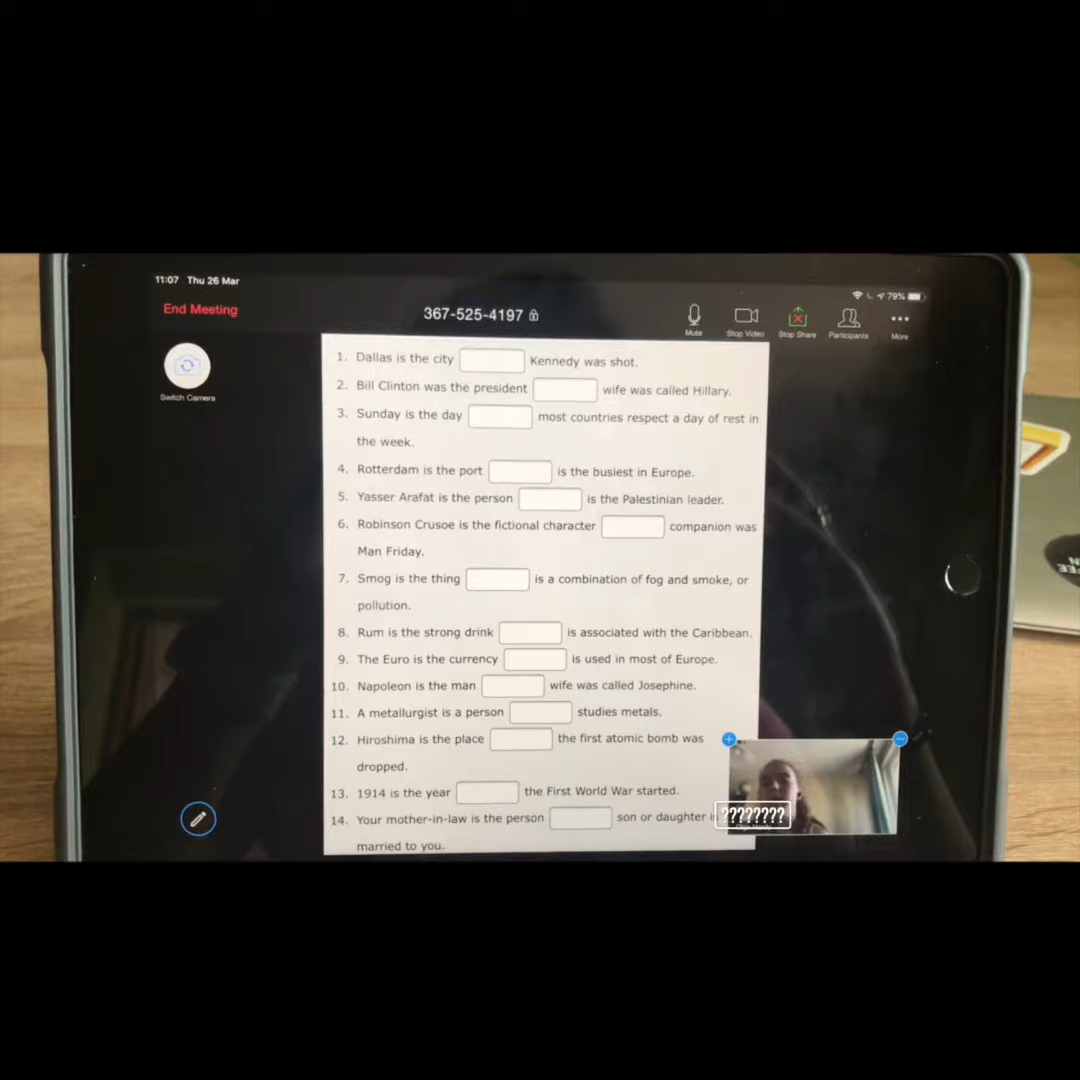 11:07 Thu 26 Mar
79%
End Meeting
367-525-4197
Mute
Stop Video
Stop Share
Participants
More
Switch Camera
1. Dallas is the city Kennedy was shot.
2. Bill Clinton was the president wife was called Hillary.
3. Sunday is the day most countries respect a day of rest in
the week.
4. Rotterdam is the port is the busiest in Europe.
5. Yasser Arafat is the person is the Palestinian leader.
6. Robinson Crusoe is the fictional character companion was
Man Friday.
7. Smog is the thing is a combination of fog and smoke, or
pollution.
8. Rum is the strong drink is associated with the Caribbean.
9. The Euro is the currency is used in most of Europe.
10. Napoleon is the man wife was called Josephine.
11. A metallurgist is a person studies metals.
12. Hiroshima is the place the first atomic bomb was
dropped.
13. 1914 is the year the First World War started.
14. Your mother-in-law is the person son or daughter
married to you.
????????